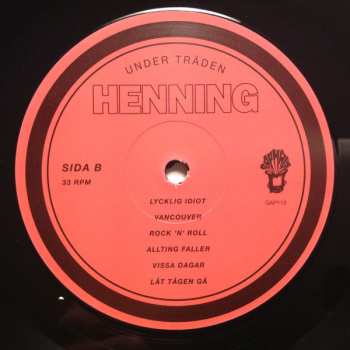 UNDER TRÄDEN
HENNING
SIDA B
33 RPM
LYCKLIG IDIOT
VANCOUVER
ROCK 'N' ROLL
ALLTING FALLER
VISSA DAGAR
LÅT TÅGEN GÅ